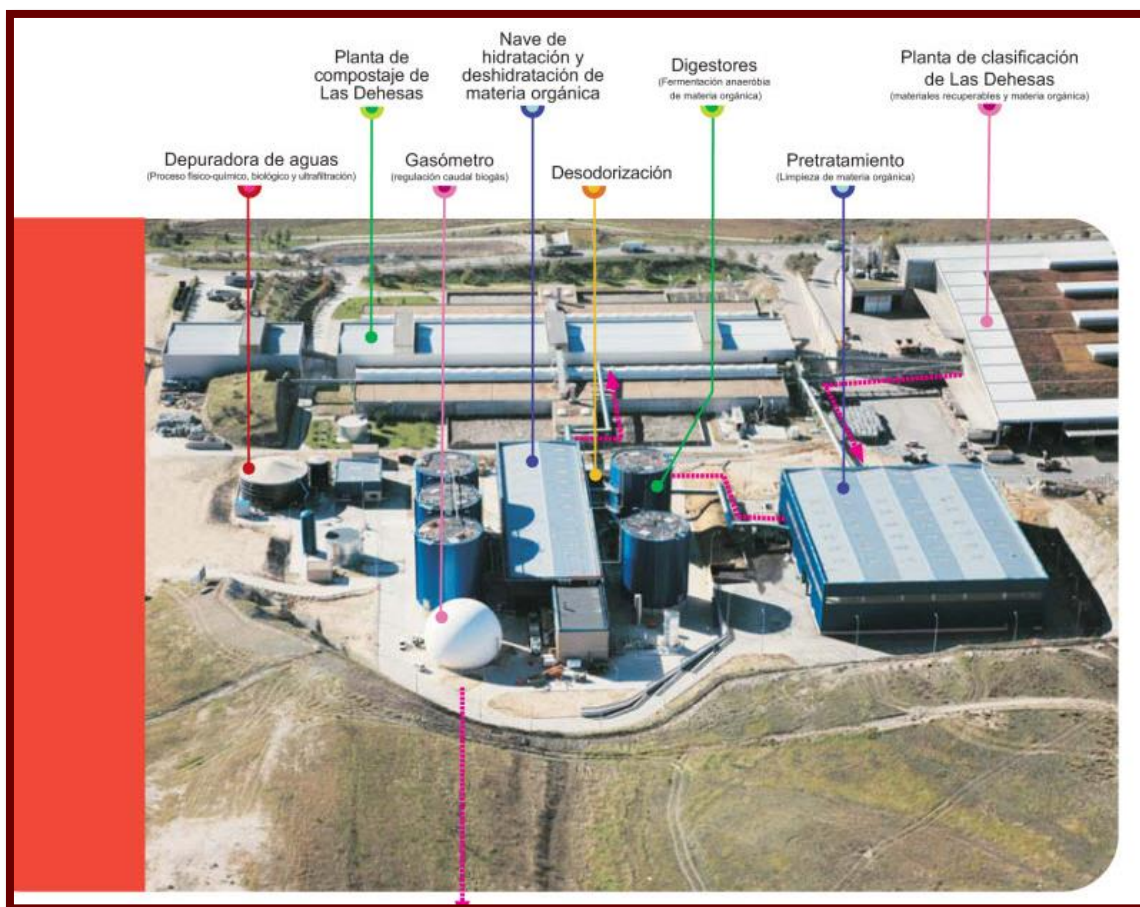 Planta de
compostaje de
Las Dehesas
Nave de
hidratación y
deshidratación de
materia orgánica
Digestores
(Fermentación anaeróbia
de materia orgánica)
Planta de clasificación
de Las Dehesas
(materiales recuperables y materia orgánica)
Depuradora de aguas
(Proceso físico-químico, biológico y ultrafiltración)
Gasómetro
(regulación caudal biogás)
Desodorización
Pretratamiento
(Limpieza de materia orgánica)